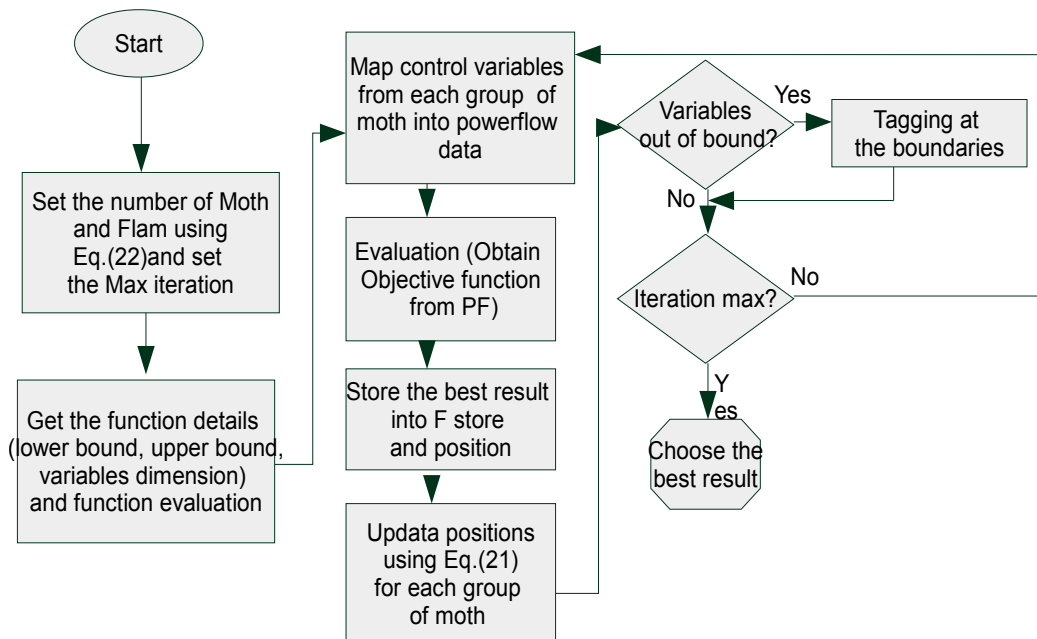 Start
Set the number of Moth
and Flam using
Eq.(22)and set
the Max iteration
Get the function details
(lower bound, upper bound,
variables dimension)
and function evaluation
Map control variables
from each group of
moth into powerflow
data
Evaluation (Obtain
Objective function
from PF)
Store the best result
into F store
and position
Updata positions
using Eq.(21)
for each group
of moth
Variables
out of bound?
Yes
Tagging at
the boundaries
No
Iteration max?
No
Y
es
Choose the
best result